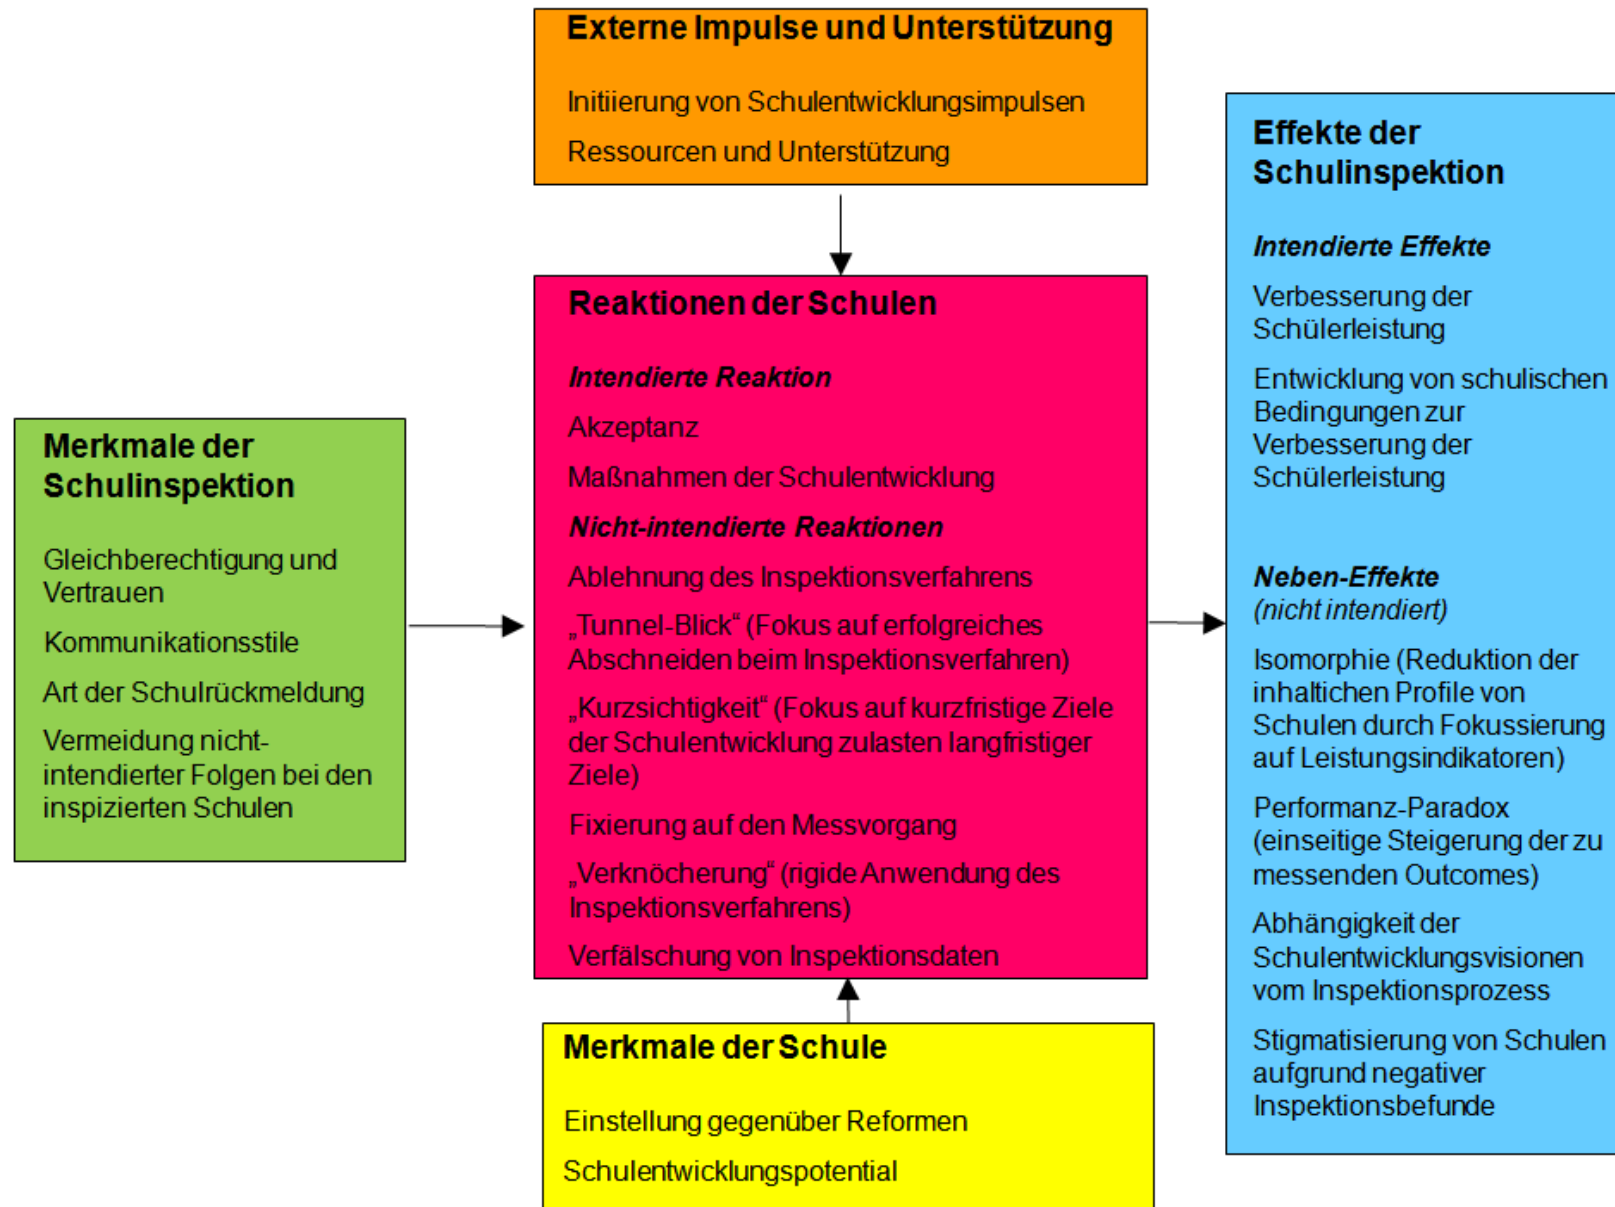 Externe Impulse und Unterstützung
Initiierung von Schulentwicklungsimpulsen
Ressourcen und Unterstützung
Merkmale der
Schulinspektion
Gleichberechtigung und
Vertrauen
Kommunikationsstile
Art der Schulrückmeldung
Vermeidung nicht-
intendierter Folgen bei den
inspizierten Schulen
Reaktionen der Schulen
Intendierte Reaktion
Akzeptanz
Maßnahmen der Schulentwicklung
Nicht-intendierte Reaktionen
Ablehnung des Inspektionsverfahrens
„Tunnel-Blick“ (Fokus auf erfolgreiches
Abschneiden beim Inspektionsverfahren)
„Kurzsichtigkeit“ (Fokus auf kurzfristige Ziele
der Schulentwicklung zulasten langfristiger
Ziele)
Fixierung auf den Messvorgang
„Verknöcherung“ (rigide Anwendung des
Inspektionsverfahrens)
Verfälschung von Inspektionsdaten
Merkmale der Schule
Einstellung gegenüber Reformen
Schulentwicklungspotential
Effekte der
Schulinspektion
Intendierte Effekte
Verbesserung der
Schülerleistung
Entwicklung von schulischen
Bedingungen zur
Verbesserung der
Schülerleistung
Neben-Effekte
(nicht intendiert)
Isomorphie (Reduktion der
inhaltichen Profile von
Schulen durch Fokussierung
auf Leistungsindikatoren)
Performanz-Paradox
(einseitige Steigerung der zu
messenden Outcomes)
Abhängigkeit der
Schulentwicklungsvisionen
vom Inspektionsprozess
Stigmatisierung von Schulen
aufgrund negativer
Inspektionsbefunde